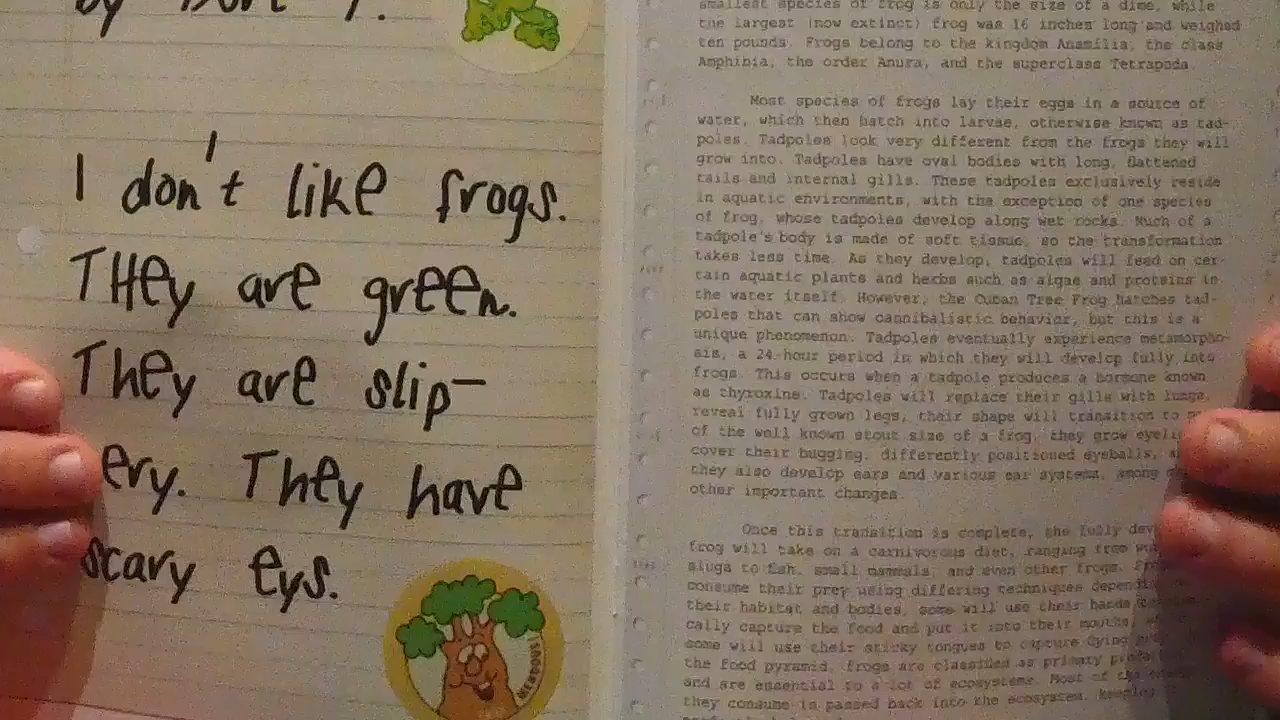 by
I don't like frogs.
THey are green.
They are slip-
ery. They have
scary eys.
NERDOUS!
smallest species of frog is only the size of a dime, while
the largest (now extinct) frog was 16 inches long and weighed
ten pounds. Frogs belong to the kingdom Anamilia, the class
Amphibia, the order Anura, and the superclass Tetrapoda.
Most species of frogs lay their eggs in a source of
water, which then hatch into larvae, otherwise known as tad-
poles. Tadpoles look very different from the frogs they will
grow into. Tadpoles have oval bodies with long, flattened
tails and internal gills. These tadpoles exclusively reside
in aquatic environments, with the exception of one species
of frog, whose tadpoles develop along wet rocks. Much of a
tadpole's body is made of soft tissue, so the transformation
takes less time. As they develop, tadpoles will feed on cer-
tain aquatic plants and herbs such as algae and proteins in
the water itself. However, the Cuban Tree Frog hatches tad-
poles that can show cannibalistic behavior, but this is a
unique phenomenon. Tadpoles eventually experience metamorpho-
sis, a 24-hour period in which they will develop fully into
frogs. This occurs when a tadpole produces a hormone known
as thyroxine. Tadpoles will replace their gills with lungs,
reveal fully grown legs, their shape will transition to
of the well known stout size of a frog, they grow
cover their bugging, differently positioned eyeballs,
they also develop ears and various ear systems, among
other important changes.
Once this transition is complete, the fully
frog will take on a carnivorous diet, ranging from
slugs to fish, small mammals, and even other frogs.
consume their prey using differing techniques
their habitat and bodies, some will use their hands
cally capture the food and put it into their mouths,
some will use their sticky tongues to capture
the food pyramid, frogs are classified as primary
and are essential to a lot of ecosystems. Most of the
they consume is passed back into the ecosystem, keeping